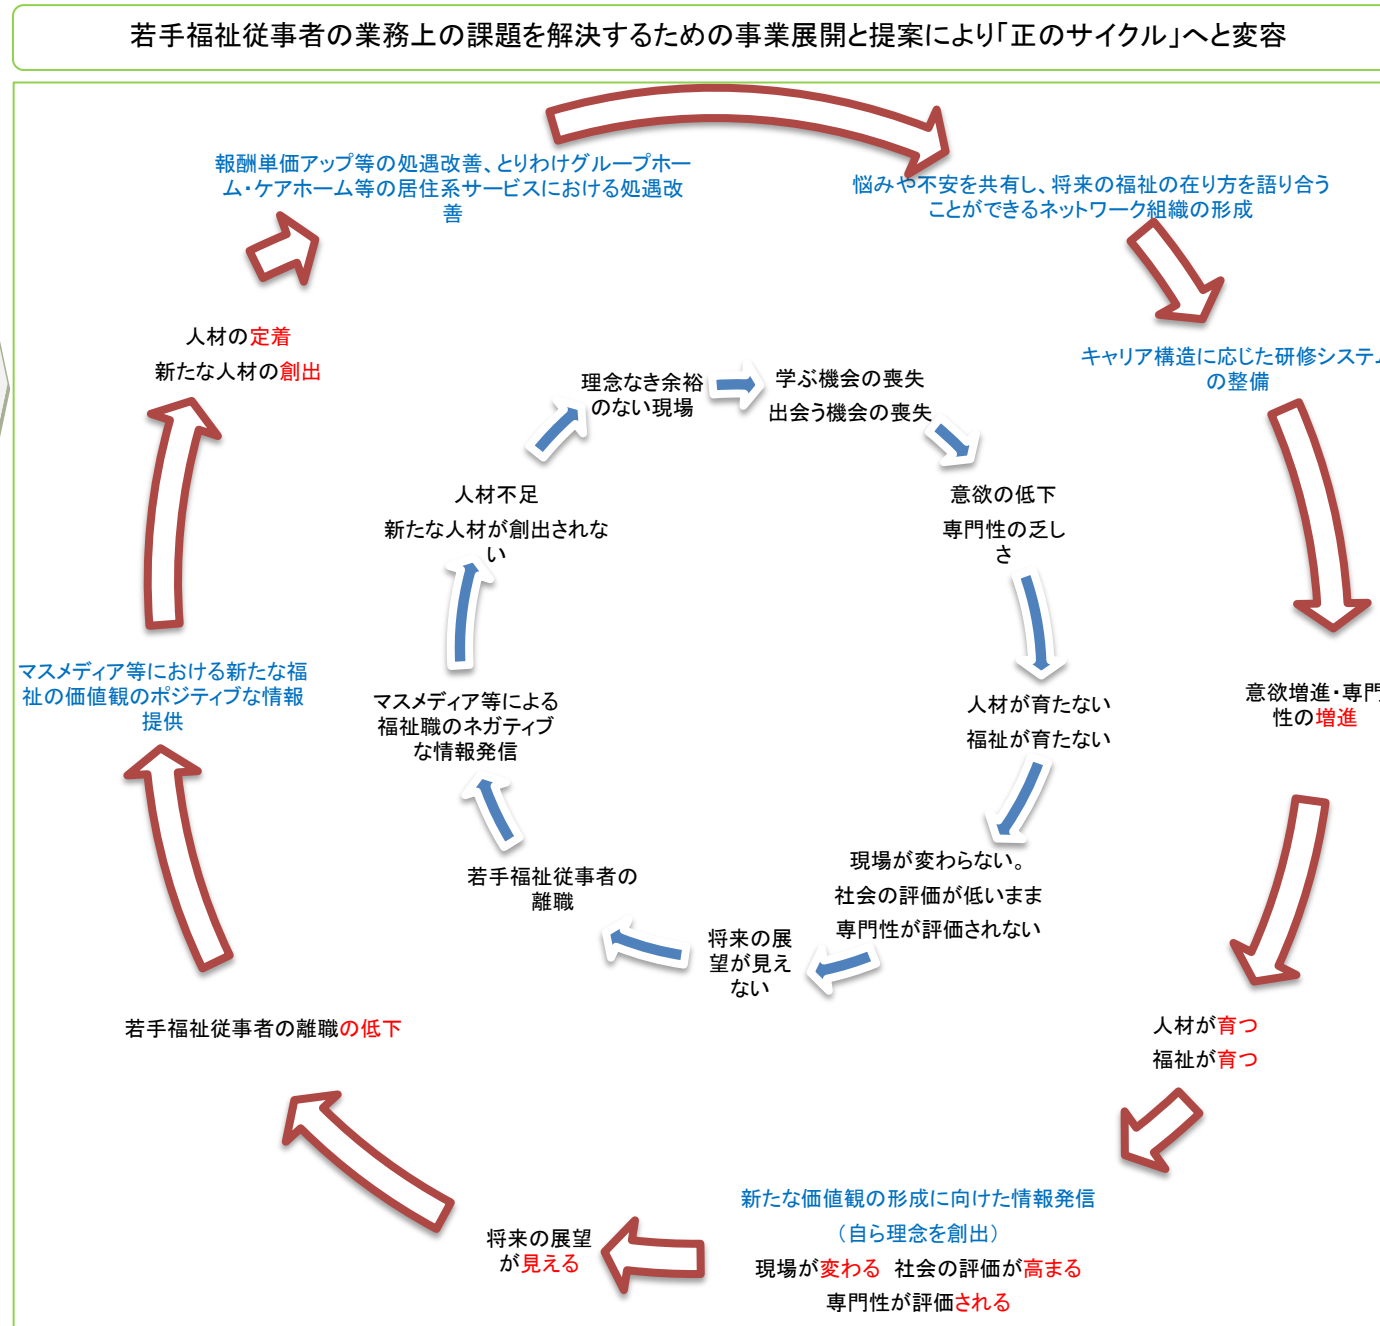 若手福祉従事者の業務上の課題を解決するための事業展開と提案により「正のサイクル」へと変容
報酬単価アップ等の処遇改善、とりわけグループホー
ム・ケアホーム等の居住系サービスにおける処遇改
善
悩みや不安を共有し、将来の福祉の在り方を語り合う
ことができるネットワーク組織の形成
キャリア構造に応じた研修システム
の整備
意欲増進・専門
性の増進
人材が育つ
福祉が育つ
新たな価値観の形成に向けた情報発信
（自ら理念を創出）
現場が変わる 社会の評価が高まる
専門性が評価される
将来の展望
が見える
若手福祉従事者の離職の低下
マスメディア等における新たな福
祉の価値観のポジティブな情報
提供
人材の定着
新たな人材の創出
理念なき余裕
のない現場
学ぶ機会の喪失
出会う機会の喪失
意欲の低下
専門性の乏し
さ
人材が育たない
福祉が育たない
現場が変わらない。
社会の評価が低いまま
専門性が評価されない
将来の展
望が見え
ない
若手福祉従事者の
離職
マスメディア等による
福祉職のネガティブ
な情報発信
人材不足
新たな人材が創出されな
い